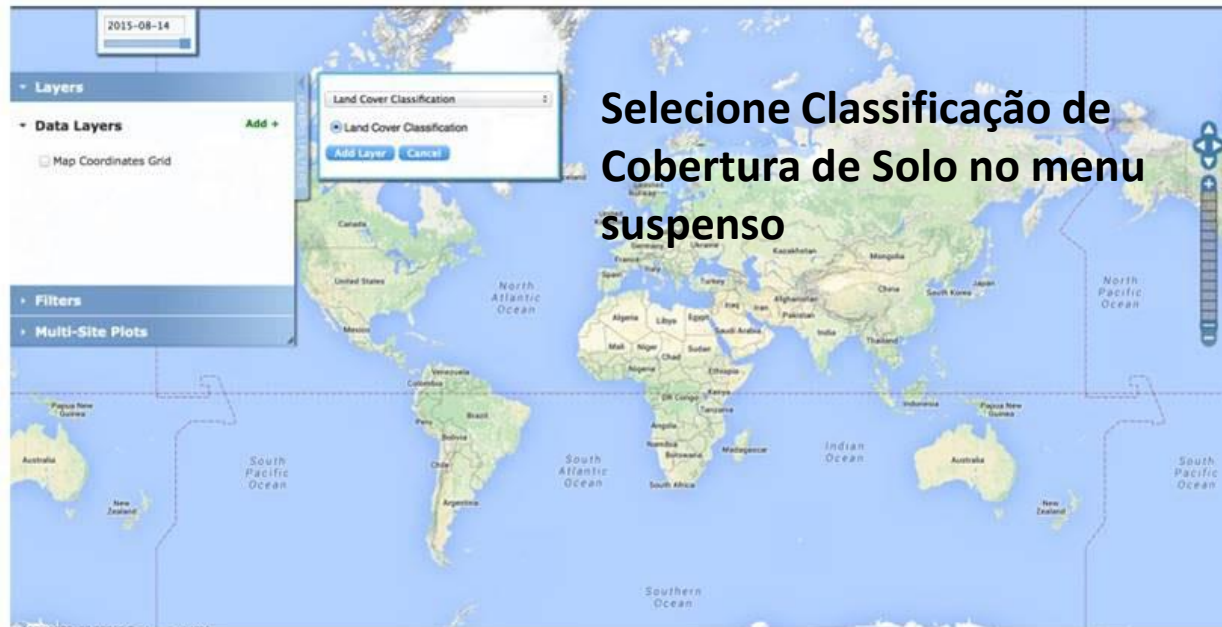 2015-08-14
Layers
Data Layers
Add +
Map Coordinates Grid
Filters
Multi-Site Plots
Land Cover Classification
Land Cover Classification
Add Layer
Cancel
Selecione Classificação de
Cobertura de Solo no menu
suspenso
Canada
United States
Mexico
Venezuela
Colombia
Peru
Brazil
Bolivia
Chile
Argentina
North
Atlantic
Ocean
South
Atlantic
Ocean
South
Pacific
Ocean
Papua New
Guinea
Australia
New
Zealand
Germany
Ukraine
France
Spain
Italy
Turkey
Kazakhstan
Mongolia
China
South Korea
Japan
Iraq
Iran
Afghanistan
Pakistan
India
Thailand
Algeria
Libya
Egypt
Saudi Arabia
Mali
Niger
Chad
Sudan
Nigeria
Ethiopia
DR Congo
Kenya
Tanzania
Angola
Namibia
Botswana
Madagascar
South Africa
Indian
Ocean
Indonesia
Papua New
Guinea
Australia
New
Zealand
North
Pacific
Ocean
South
Pacific
Ocean
Southern
Ocean